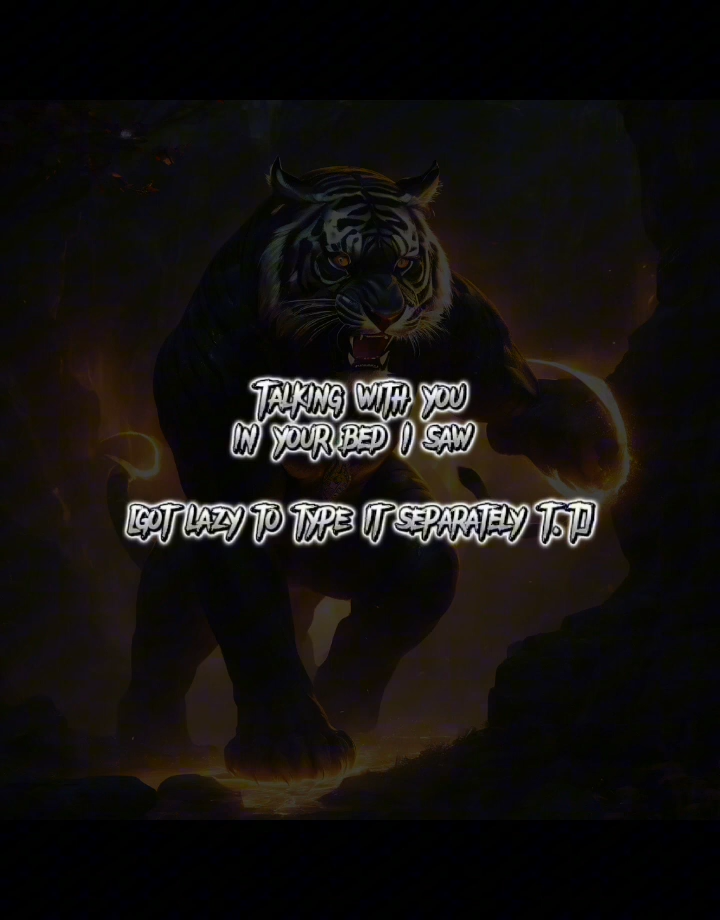 TALKING WITH YOU
IN YOUR BED I SAW
[GOT LAZY TO TYPE IT SEPARATELY T.T]